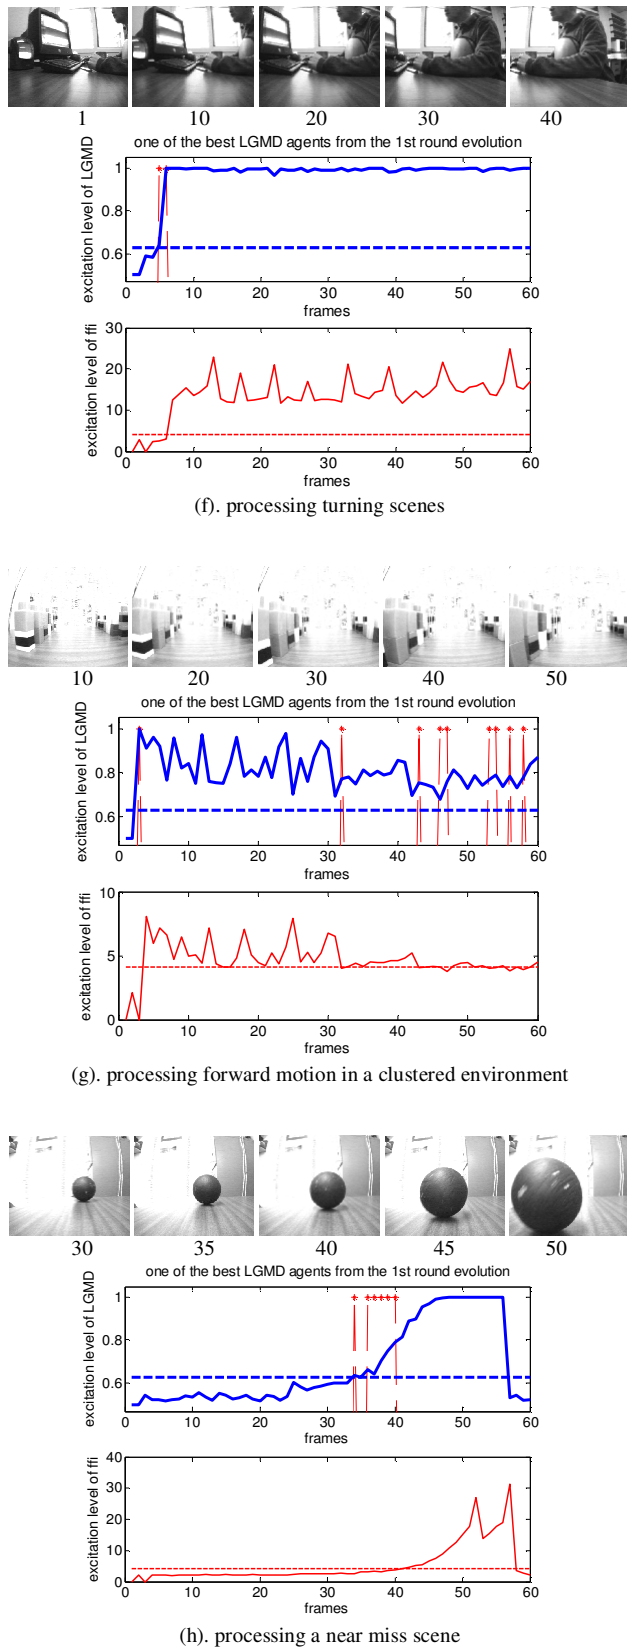 1 10 20 30 40
one of the best LGMD agents from the 1st round evolution
excitation level of LGMD
1
0.8
0.6
0 10 20 30 40 50 60
frames
excitation level of ffi
30
20
10
0
0 10 20 30 40 50 60
frames
(f). processing turning scenes
10 20 30 40 50
one of the best LGMD agents from the 1st round evolution
excitation level of LGMD
1
0.8
0.6
0 10 20 30 40 50 60
frames
excitation level of ffi
10
5
0
0 10 20 30 40 50 60
frames
(g). processing forward motion in a clustered environment
30 35 40 45 50
one of the best LGMD agents from the 1st round evolution
excitation level of LGMD
1
0.8
0.6
0 10 20 30 40 50 60
frames
excitation level of ffi
40
30
20
10
0
0 10 20 30 40 50 60
frames
(h). processing a near miss scene